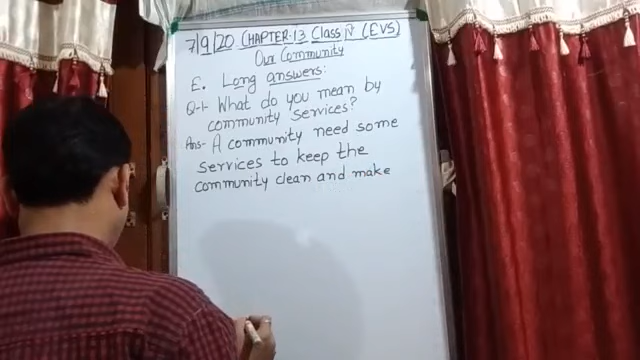 7/9/20 CHAPTER-13 Class IV (EVS)
Our Community
E. Long answers:
Q-1- What do you mean by
community services?
Ans- A community need some
services to keep the
community clean and make